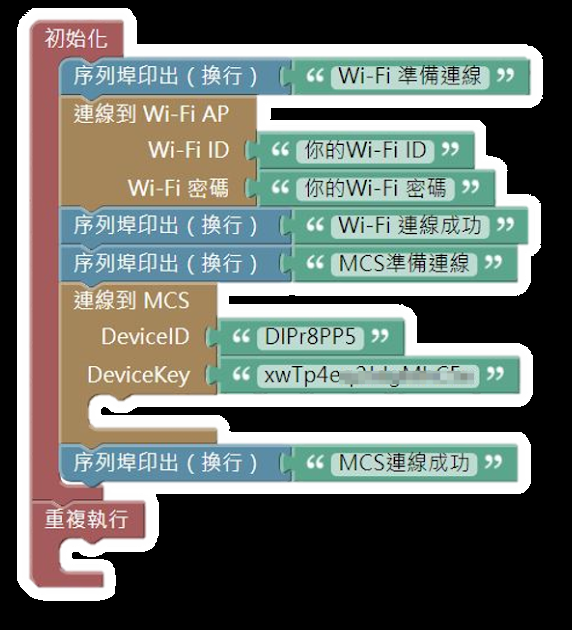 初始化
序列埠印出（換行） “ Wi-Fi 準備連線 ”
連線到 Wi-Fi AP
Wi-Fi ID “ 你的Wi-Fi ID ”
Wi-Fi 密碼 “ 你的Wi-Fi 密碼 ”
序列埠印出（換行） “ Wi-Fi 連線成功 ”
序列埠印出（換行） “ MCS準備連線 ”
連線到 MCS
DeviceID “ DIPr8PP5 ”
DeviceKey “ ”
序列埠印出（換行） “ MCS連線成功 ”
重複執行